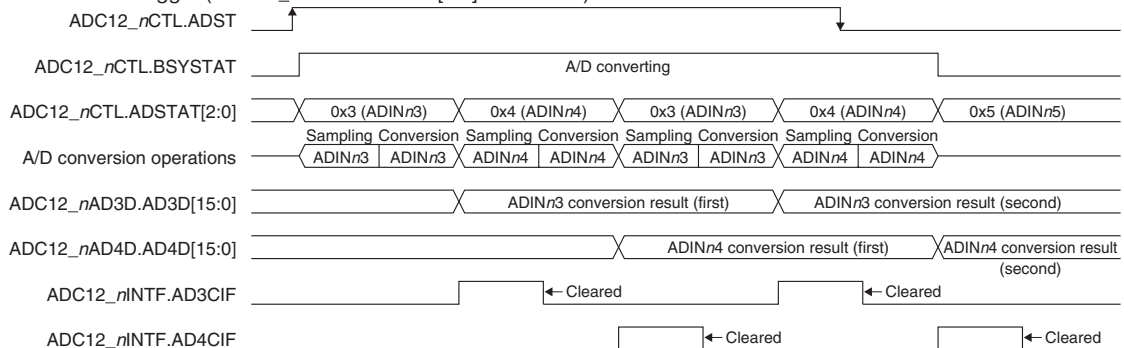 ADC12_nCTL.ADST
ADC12_nCTL.BSYSTAT A/D converting
ADC12_nCTL.ADSTAT[2:0] 0x3 (ADINn3) 0x4 (ADINn4) 0x3 (ADINn3) 0x4 (ADINn4) 0x5 (ADINn5)
Sampling Conversion Sampling Conversion Sampling Conversion Sampling Conversion
A/D conversion operations ADINn3 ADINn3 ADINn4 ADINn4 ADINn3 ADINn3 ADINn4 ADINn4
ADC12_nAD3D.AD3D[15:0] ADINn3 conversion result (first) ADINn3 conversion result (second)
ADC12_nAD4D.AD4D[15:0] ADINn4 conversion result (first) ADINn4 conversion result
(second)
ADC12_nINTF.AD3CIF Cleared Cleared
ADC12_nINTF.AD4CIF Cleared Cleared